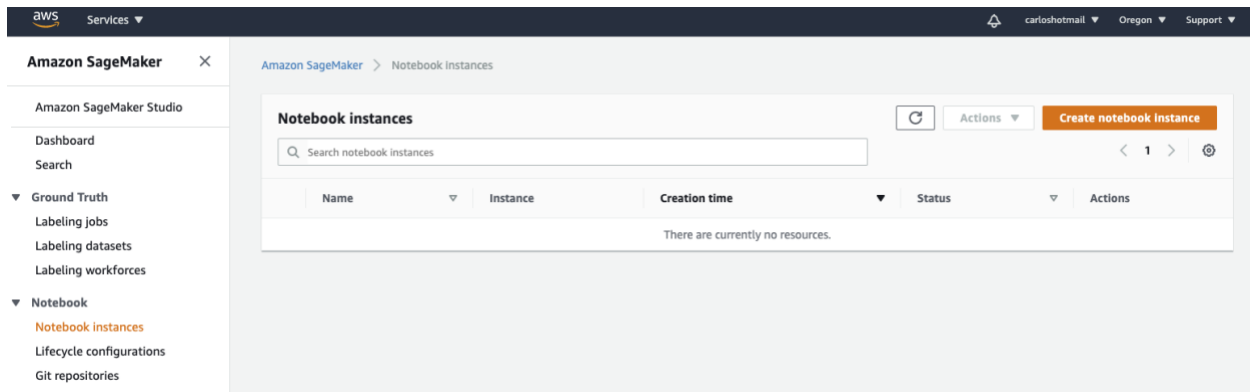 aws Services ▼ carloshotmail ▼ Oregon ▼ Support ▼
Amazon SageMaker ×
Amazon SageMaker Studio
Dashboard
Search
▼ Ground Truth
Labeling jobs
Labeling datasets
Labeling workforces
▼ Notebook
Notebook instances
Lifecycle configurations
Git repositories
Amazon SageMaker > Notebook instances
Notebook instances Actions ▼ Create notebook instance
Search notebook instances < 1 >
Name ▽ Instance Creation time ▼ Status ▽ Actions
There are currently no resources.